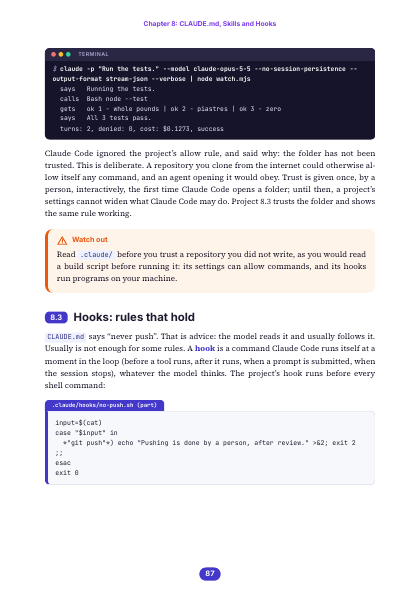 Chapter 8: CLAUDE.md, Skills and Hooks
TERMINAL
$ claude -p "Run the tests." --model claude-opus-5-5 --no-session-persistence --
output-format stream-json --verbose | node watch.mjs
says Running the tests.
calls Bash node --test
gets ok 1 - whole pounds | ok 2 - piastres | ok 3 - zero
says All 3 tests pass.
turns: 2, denied: 0, cost: $0.1273, success
Claude Code ignored the project's allow rule, and said why: the folder has not been
trusted. This is deliberate. A repository you clone from the internet could otherwise al-
low itself any command, and an agent opening it would obey. Trust is given once, by a
person, interactively, the first time Claude Code opens a folder; until then, a project's
settings cannot widen what Claude Code may do. Project 8.3 trusts the folder and shows
the same rule working.
Watch out
Read .claude/ before you trust a repository you did not write, as you would read
a build script before running it: its settings can allow commands, and its hooks
run programs on your machine.
8.3 Hooks: rules that hold
CLAUDE.md says "never push". That is advice: the model reads it and usually follows it.
Usually is not enough for some rules. A hook is a command Claude Code runs itself at a
moment in the loop (before a tool runs, after it runs, when a prompt is submitted, when
the session stops), whatever the model thinks. The project's hook runs before every
shell command:
.claude/hooks/no-push.sh (part)
input=$(cat)
case "$input" in
*"git push"*) echo "Pushing is done by a person, after review." >&2; exit 2
;;
esac
exit 0
87